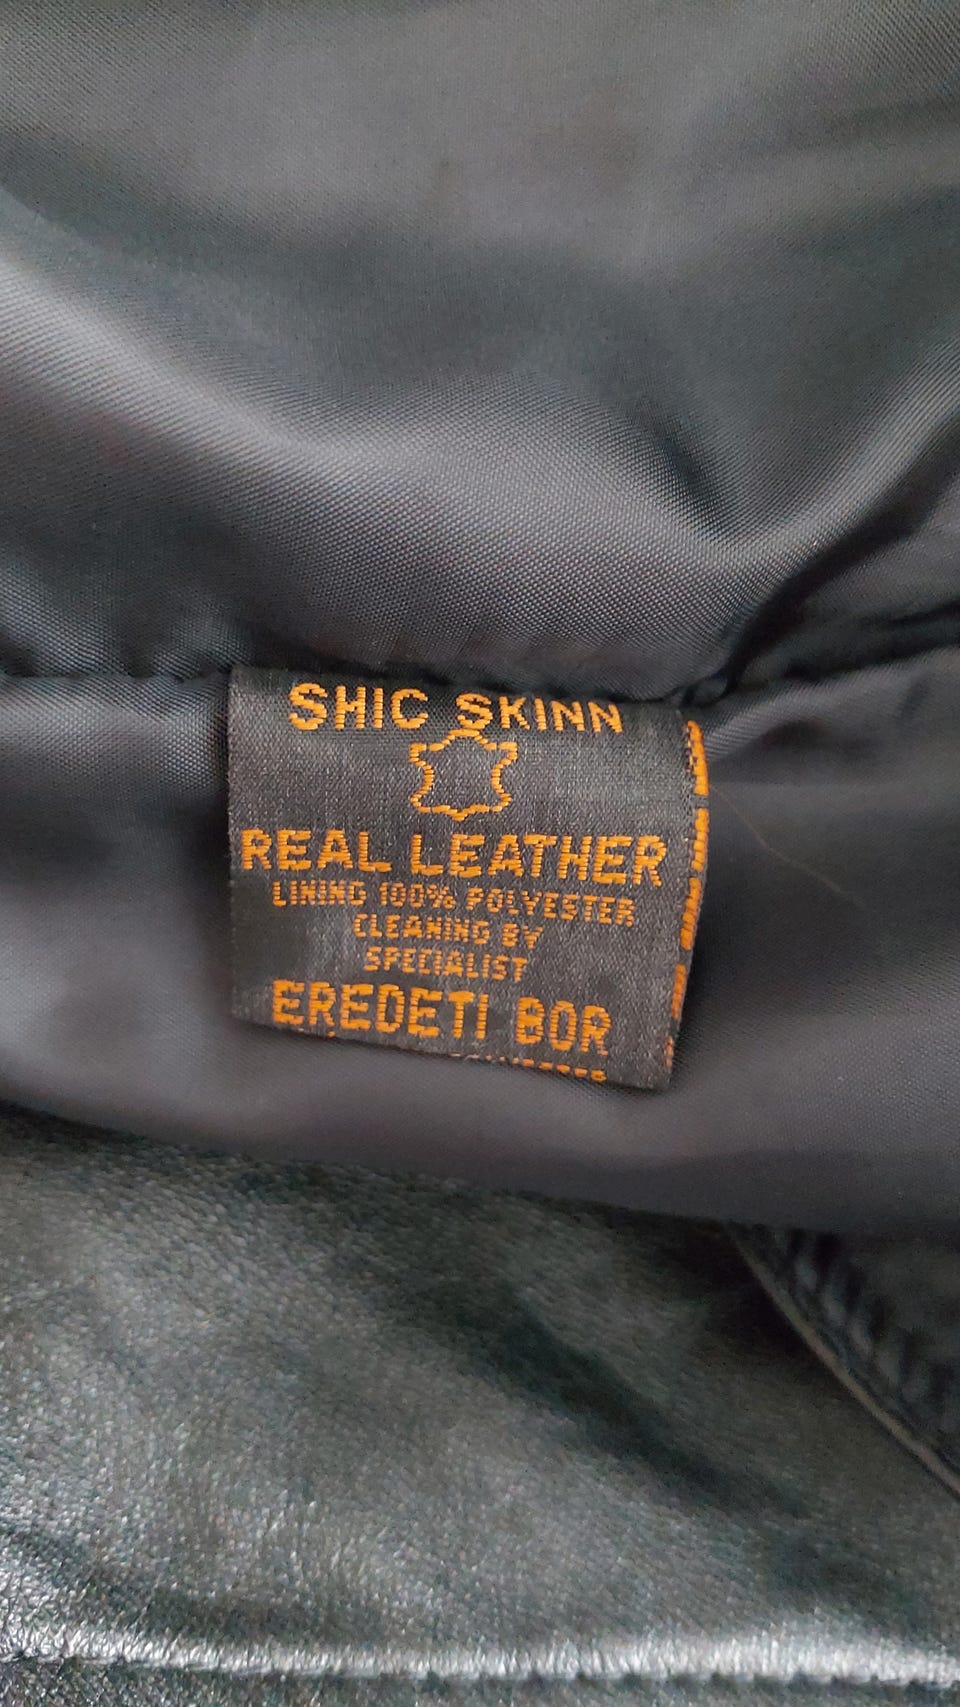 SHIC SKINN
REAL LEATHER
LINING 100% POLYESTER
CLEANING BY
SPECIALIST
EREDETI BOR